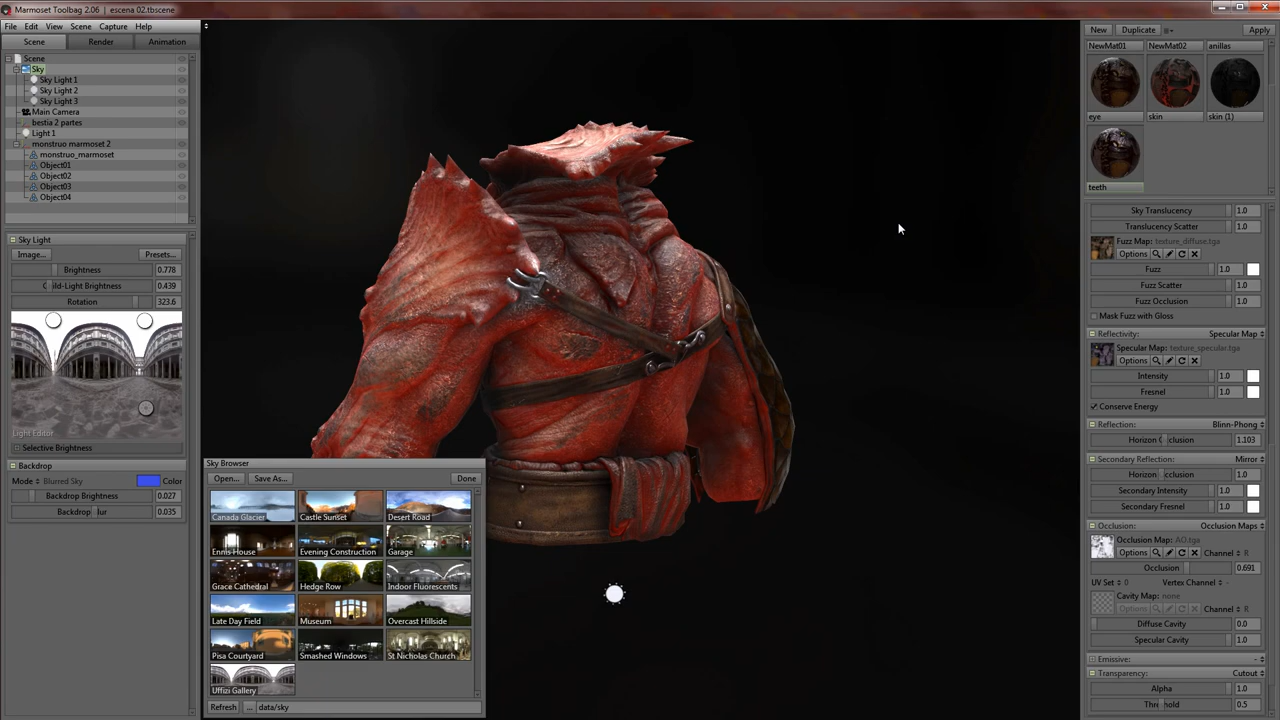 Marmoset Toolbag 2.06 | escena 02.tbscene
File Edit View Scene Capture Help
Scene Render Animation
Scene
Sky
Sky Light 1
Sky Light 2
Sky Light 3
Main Camera
bestia 2 partes
Light 1
monstruo marmoset 2
monstruo_marmoset
Object01
Object02
Object03
Object04
Sky Light
Image... Presets...
Brightness 0.778
ild-Light Brightness 0.439
Rotation 323.6
Light Editor
Selective Brightness
Backdrop
Mode Blurred Sky Color
Backdrop Brightness 0.027
Backdrop lur 0.035
Sky Browser
Open... Save As... Done
Canada Glacier Castle Sunset Desert Road
Ennis House Evening Construction Garage
Grace Cathedral Hedge Row Indoor Fluorescents
Late Day Field Museum Overcast Hillside
Pisa Courtyard Smashed Windows St Nicholas Church
Uffizi Gallery
Refresh ... data/sky
New Duplicate Apply
NewMat01 NewMat02 anillas
eye skin skin (1)
teeth
Sky Translucency 1.0
Translucency Scatter 1.0
Fuzz Map: texture_diffuse.tga
Options
Fuzz 1.0
Fuzz Scatter 1.0
Fuzz Occlusion 1.0
Mask Fuzz with Gloss
Reflectivity: Specular Map
Specular Map: texture_specular.tga
Options
Intensity 1.0
Fresnel 1.0
Conserve Energy
Reflection: Blinn-Phong
Horizon clusion 1.103
Secondary Reflection: Mirror
Horizon cclusion 1.0
Secondary Intensity 1.0
Secondary Fresnel 1.0
Occlusion: Occlusion Maps
Occlusion Map: AO.tga
Options Channel R
Occlusion 0.691
UV Set 0 Vertex Channel -
Cavity Map: none
Options Channel R
Diffuse Cavity 0.0
Specular Cavity 1.0
Emissive: -
Transparency: Cutout
Alpha 1.0
Thre hold 0.5